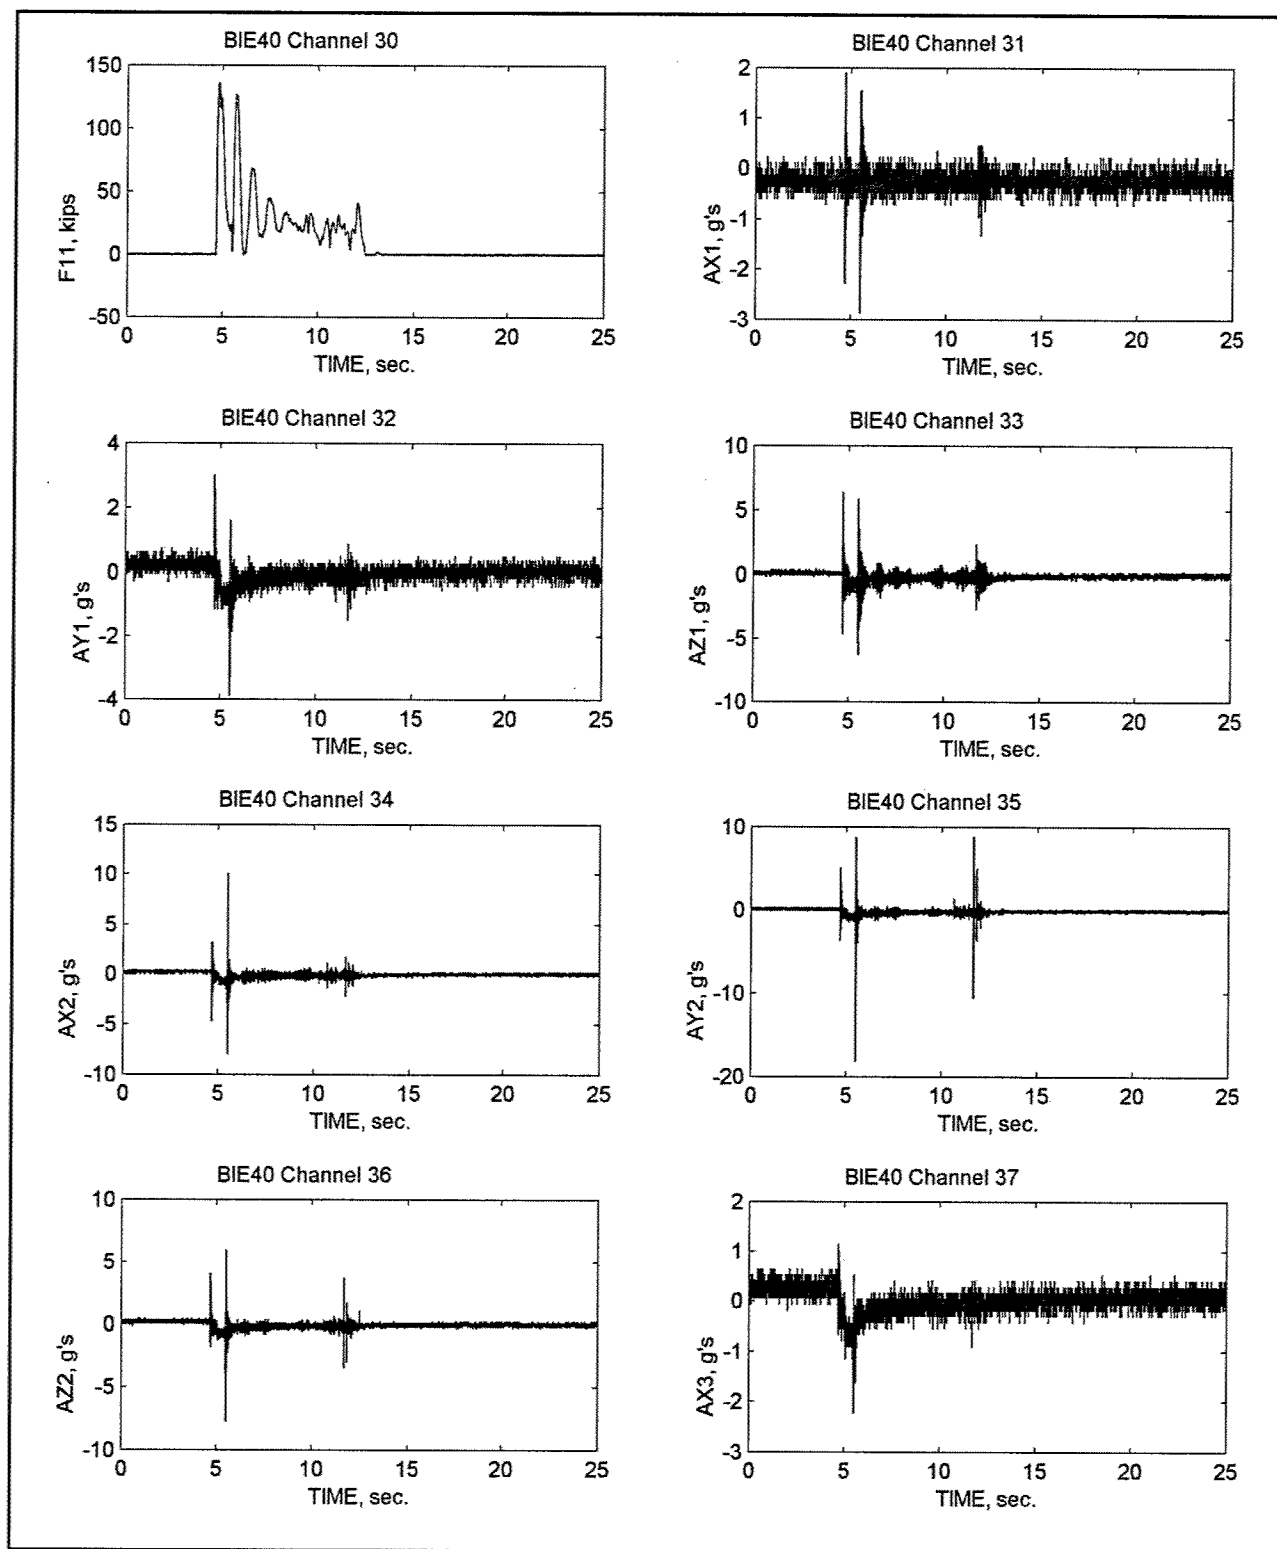 BIE40 Channel 30
150
100
50
0
-50
F11, kips
0 5 10 15 20 25
TIME, sec.
BIE40 Channel 31
2
1
0
-1
-2
-3
AX1, g's
0 5 10 15 20 25
TIME, sec.
BIE40 Channel 32
4
2
0
-2
-4
AY1, g's
0 5 10 15 20 25
TIME, sec.
BIE40 Channel 33
10
5
0
-5
-10
AZ1, g's
0 5 10 15 20 25
TIME, sec.
BIE40 Channel 34
15
10
5
0
-5
-10
AX2, g's
0 5 10 15 20 25
TIME, sec.
BIE40 Channel 35
10
0
-10
-20
AY2, g's
0 5 10 15 20 25
TIME, sec.
BIE40 Channel 36
10
5
0
-5
-10
AZ2, g's
0 5 10 15 20 25
TIME, sec.
BIE40 Channel 37
2
1
0
-1
-2
-3
AX3, g's
0 5 10 15 20 25
TIME, sec.